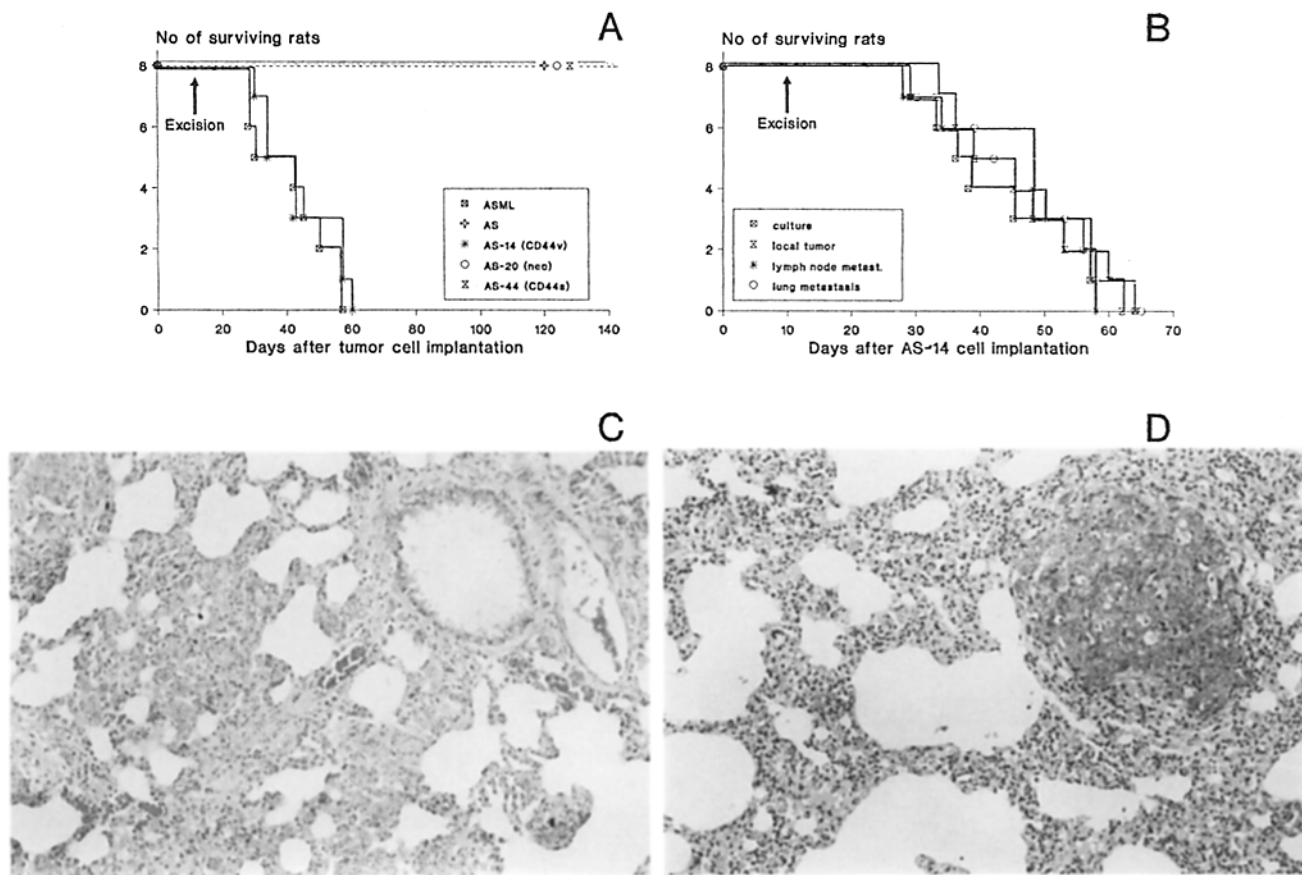 A
No of surviving rats
8
6
4
2
0
Excision
ASML
AS
AS-14 (CD44v)
AS-20 (neo)
AS-44 (CD44s)
0 20 40 60 80 100 120 140
Days after tumor cell implantation
B
No of surviving rats
8
6
4
2
0
Excision
culture
local tumor
lymph node metast.
lung metastasis
0 10 20 30 40 50 60 70
Days after AS-14 cell implantation
C
D